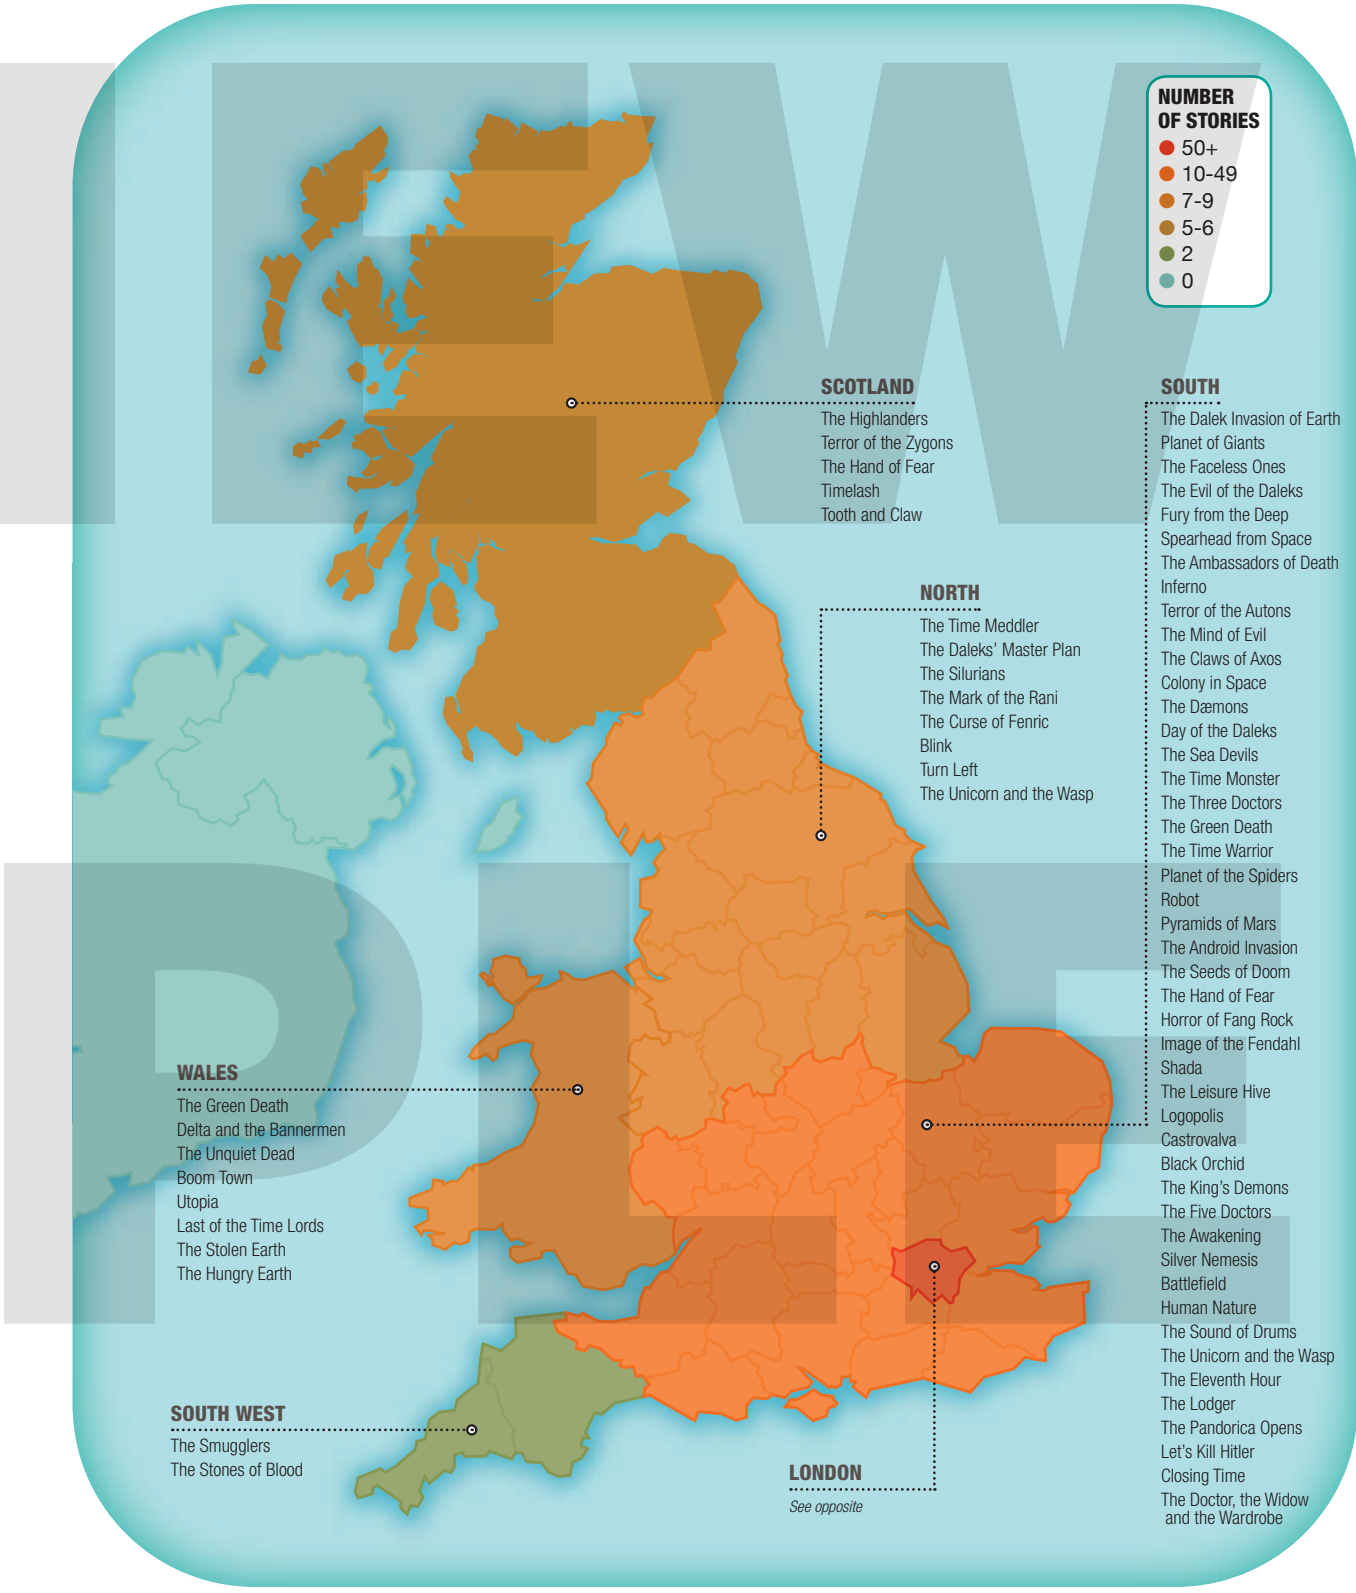 NUMBER
OF STORIES
50+
10-49
7-9
5-6
2
0
SCOTLAND
The Highlanders
Terror of the Zygons
The Hand of Fear
Timelash
Tooth and Claw
NORTH
The Time Meddler
The Daleks' Master Plan
The Silurians
The Mark of the Rani
The Curse of Fenric
Blink
Turn Left
The Unicorn and the Wasp
SOUTH
The Dalek Invasion of Earth
Planet of Giants
The Faceless Ones
The Evil of the Daleks
Fury from the Deep
Spearhead from Space
The Ambassadors of Death
Inferno
Terror of the Autons
The Mind of Evil
The Claws of Axos
Colony in Space
The Dæmons
Day of the Daleks
The Sea Devils
The Time Monster
The Three Doctors
The Green Death
The Time Warrior
Planet of the Spiders
Robot
Pyramids of Mars
The Android Invasion
The Seeds of Doom
The Hand of Fear
Horror of Fang Rock
Image of the Fendahl
Shada
The Leisure Hive
Logopolis
Castrovalva
Black Orchid
The King's Demons
The Five Doctors
The Awakening
Silver Nemesis
Battlefield
Human Nature
The Sound of Drums
The Unicorn and the Wasp
The Eleventh Hour
The Lodger
The Pandorica Opens
Let's Kill Hitler
Closing Time
The Doctor, the Widow
and the Wardrobe
WALES
The Green Death
Delta and the Bannermen
The Unquiet Dead
Boom Town
Utopia
Last of the Time Lords
The Stolen Earth
The Hungry Earth
SOUTH WEST
The Smugglers
The Stones of Blood
LONDON
See opposite
IEW
PLE